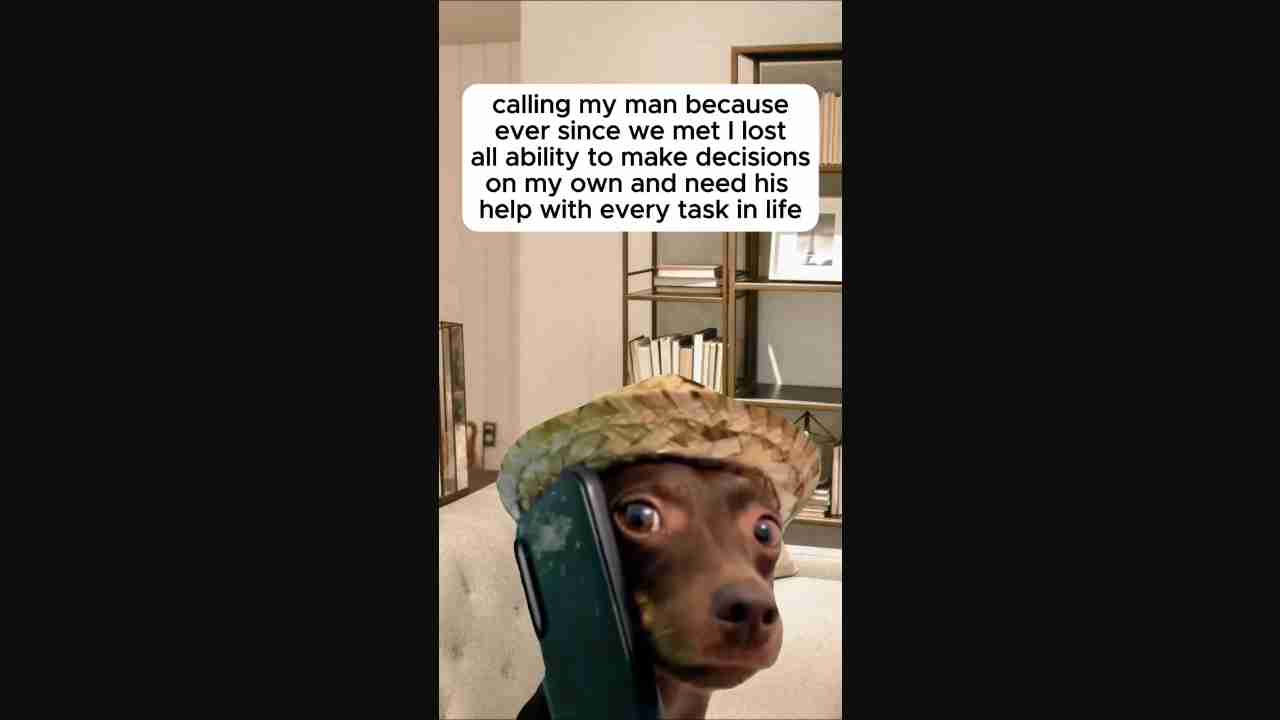 calling my man because
ever since we met I lost
all ability to make decisions
on my own and need his
help with every task in life